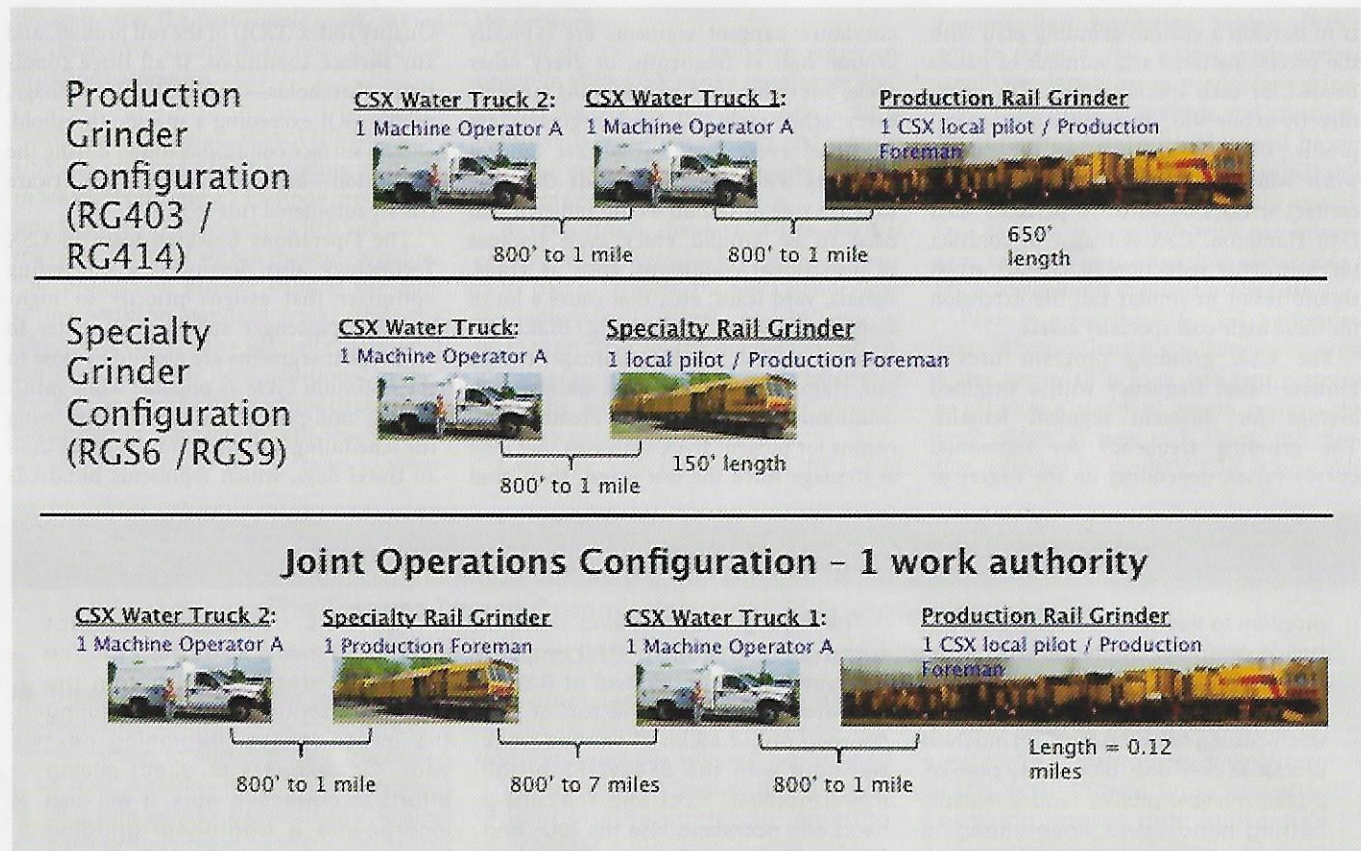 Production
Grinder
Configuration
(RG403 /
RG414)
CSX Water Truck 2:
1 Machine Operator A
CSX Water Truck 1:
1 Machine Operator A
Production Rail Grinder
1 CSX local pilot / Production
Foreman
800' to 1 mile
800' to 1 mile
650'
length
Specialty
Grinder
Configuration
(RGS6 /RGS9)
CSX Water Truck:
1 Machine Operator A
Specialty Rail Grinder
1 local pilot / Production Foreman
150' length
800' to 1 mile
Joint Operations Configuration – 1 work authority
CSX Water Truck 2:
1 Machine Operator A
Specialty Rail Grinder
1 Production Foreman
CSX Water Truck 1:
1 Machine Operator A
Production Rail Grinder
1 CSX local pilot / Production
Foreman
800' to 1 mile
800' to 7 miles
800' to 1 mile
Length = 0.12
miles